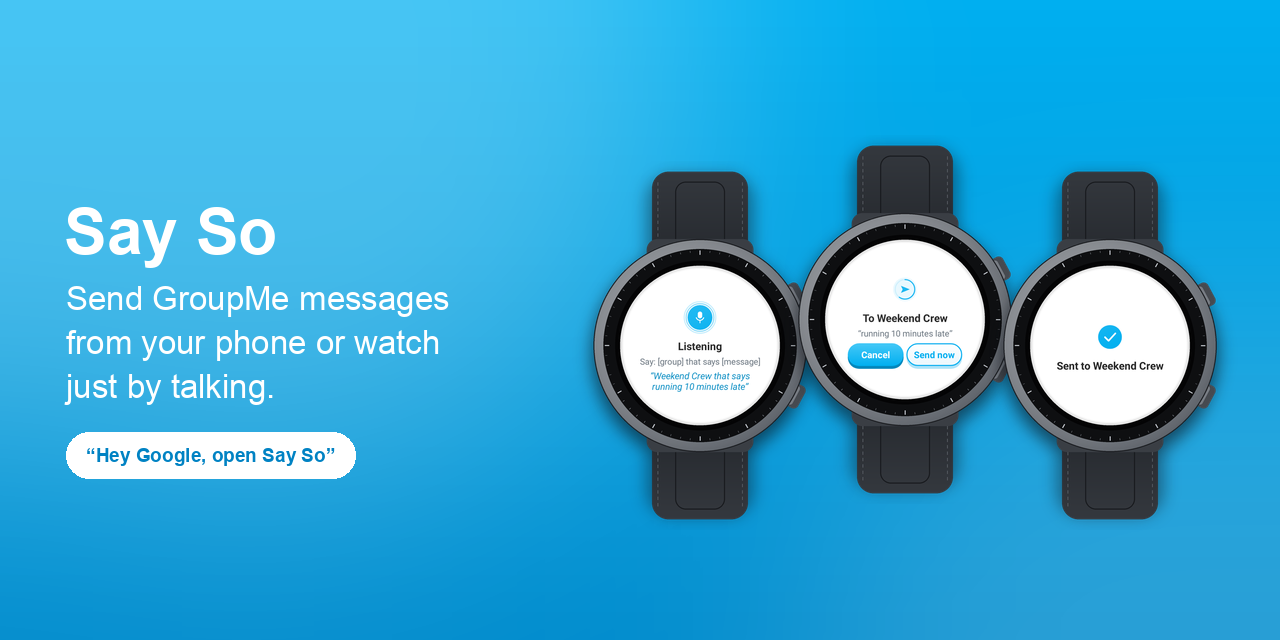 Say So
Send GroupMe messages
from your phone or watch
just by talking.
“Hey Google, open Say So”
Listening
Say: [group] that says [message]
“Weekend Crew that says
running 10 minutes late”
To Weekend Crew
“running 10 minutes late”
Cancel
Send now
Sent to Weekend Crew